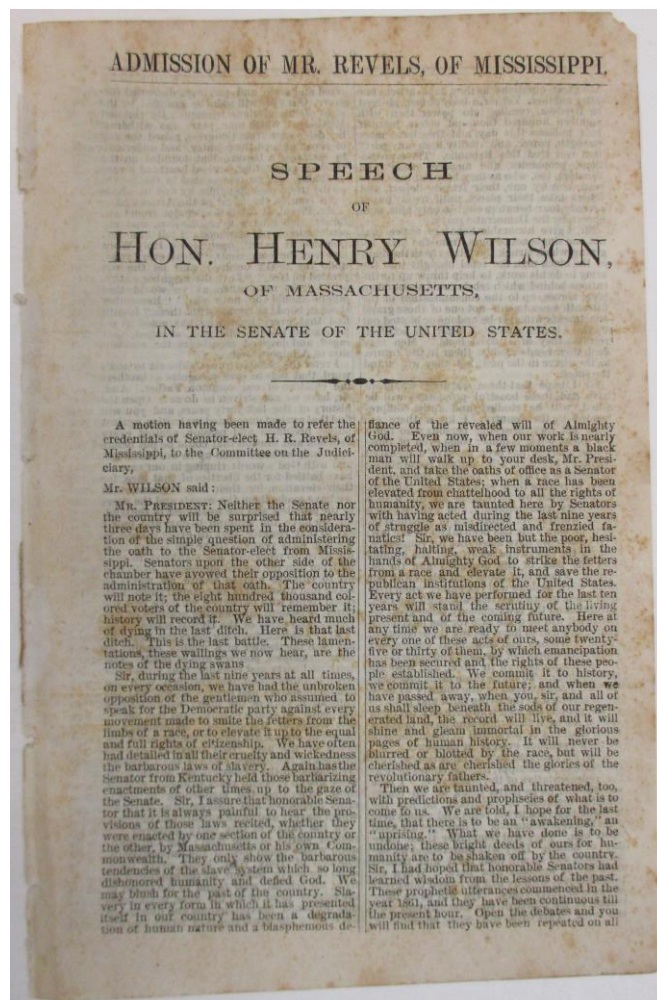 ADMISSION OF MR. REVELS, OF MISSISSIPPI.
SPEECH
OF
HON. HENRY WILSON,
OF MASSACHUSETTS,
IN THE SENATE OF THE UNITED STATES.
A motion having been made to refer the
credentials of Senator-elect H. R. Revels, of
Mississippi, to the Committee on the Judici-
ciary,
Mr. WILSON said:
MR. PRESIDENT: Neither the Senate nor
the country will be surprised that nearly
three days have been spent in the considera-
tion of the simple question of administering
the oath to the Senator-elect from Missis-
sippi. Senators upon the other side of the
chamber have avowed their opposition to the
administration of that oath. The country
will note it; the eight hundred thousand col-
ored voters of the country will remember it;
history will record it. We have heard much
of dying in the last ditch. Here is that last
ditch. This is the last battle. These lamen-
tations, these wailings we now hear, are the
notes of the dying swans
Sir, during the last nine years at all times,
on every occasion, we have had the unbroken
opposition of the gentlemen who assumed to
speak for the Democratic party against every
movement made to smite the fetters from the
limbs of a race, or to elevate it up to the equal
and full rights of citizenship. We have often
had detailed in all their cruelty and wickedness
the barbarous laws of slavery. Again has the
Senator from Kentucky held those barbarizing
enactments of other times up to the gaze of
the Senate. Sir, I assure that honorable Sena-
tor that it is always painful to hear the pro-
visions of those laws recited, whether they
were enacted by one section of the country or
the other, by Massachusetts or his own Com-
monwealth. They only show the barbarous
tendencies of the slave system which so long
dishonored humanity and defied God. We
may blush for the past of the country. Sla-
very in every form in which it has presented
itself in our country has been a degrada-
tion of human nature and a blasphemous de-
fiance of the revealed will of Almighty
God. Even now, when our work is nearly
completed, when in a few moments a black
man will walk up to your desk, Mr. Presi-
dent, and take the oaths of office as a Senator
of the United States; when a race has been
elevated from chattelhood to all the rights of
humanity, we are taunted here by Senators
with having acted during the last nine years
of struggle as misdirected and frenzied fa-
natics! Sir, we have been but the poor, hesi-
tating, halting, weak instruments in the
hands of Almighty God to strike the fetters
from a race and elevate it, and save the re-
publican institutions of the United States.
Every act we have performed for the last ten
years will stand the scrutiny of the living
present and of the coming future. Here at
any time we are ready to meet anybody on
every one of these acts of ours, some twenty-
five or thirty of them, by which emancipation
has been secured and the rights of these peo-
ple established. We commit it to history,
we commit it to the future; and when we
have passed away, when you, sir, and all of
us shall sleep beneath the sods of our regen-
erated land, the record will live, and it will
shine and gleam immortal in the glorious
pages of human history. It will never be
blurred or blotted by the race, but will be
cherished as are cherished the glories of the
revolutionary fathers.
Then we are taunted, and threatened, too,
with predictions and prophecies of what is to
come to us. We are told, I hope for the last
time, that there is to be an "awakening," an
"uprising." What we have done is to be
undone; these bright deeds of ours for hu-
manity are to be shaken off by the country.
Sir, I had hoped that honorable Senators had
learned wisdom from the lessons of the past.
These prophetic utterances commenced in the
year 1861, and they have been continuous till
the present hour. Open the debates and you
will find that they have been repeated on all